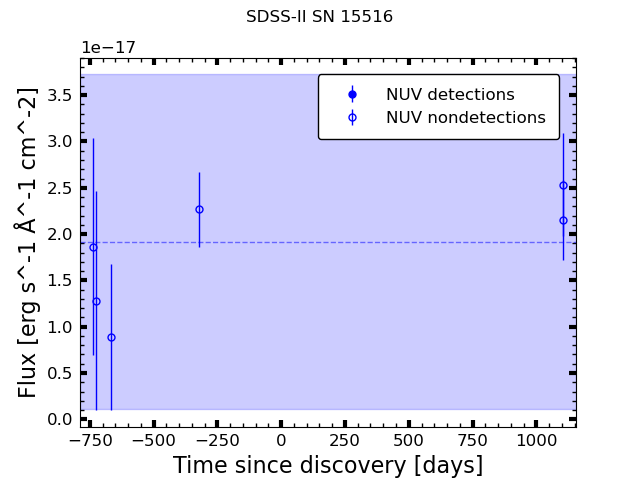 SDSS-II SN 15516
1e−17
NUV detections
NUV nondetections
3.5
3.0
2.5
2.0
1.5
1.0
0.5
0.0
Flux [erg s^-1 Å^-1 cm^-2]
−750 −500 −250 0 250 500 750 1000
Time since discovery [days]